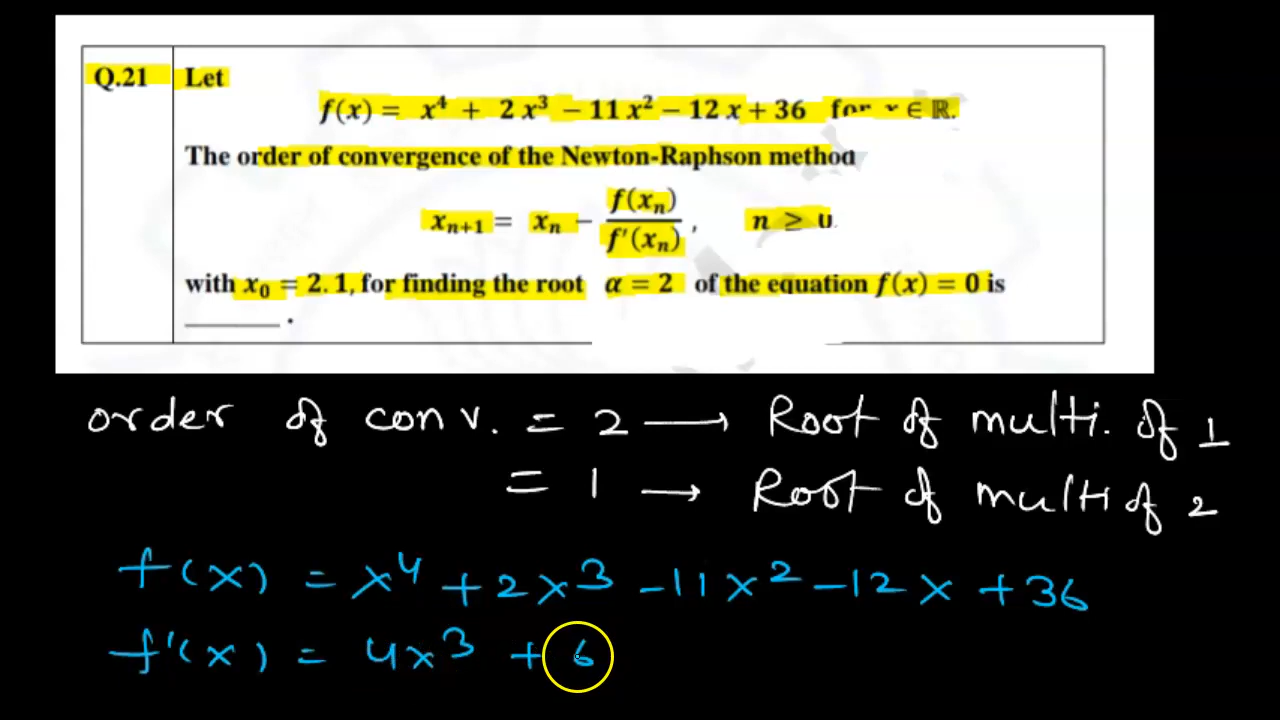 Q.21 Let
f(x) = x⁴ + 2x³ − 11x² − 12x + 36 for x ∈ ℝ.
The order of convergence of the Newton-Raphson method
xₙ₊₁ = xₙ − f(xₙ)/f'(xₙ), n ≥ 0
with x₀ = 2.1, for finding the root α = 2 of the equation f(x) = 0 is
______ .
order of conv. = 2 → Root of multi. of 1
= 1 → Root of multi of 2
f(x) = x⁴ + 2x³ − 11x² − 12x + 36
f'(x) = 4x³ + 6